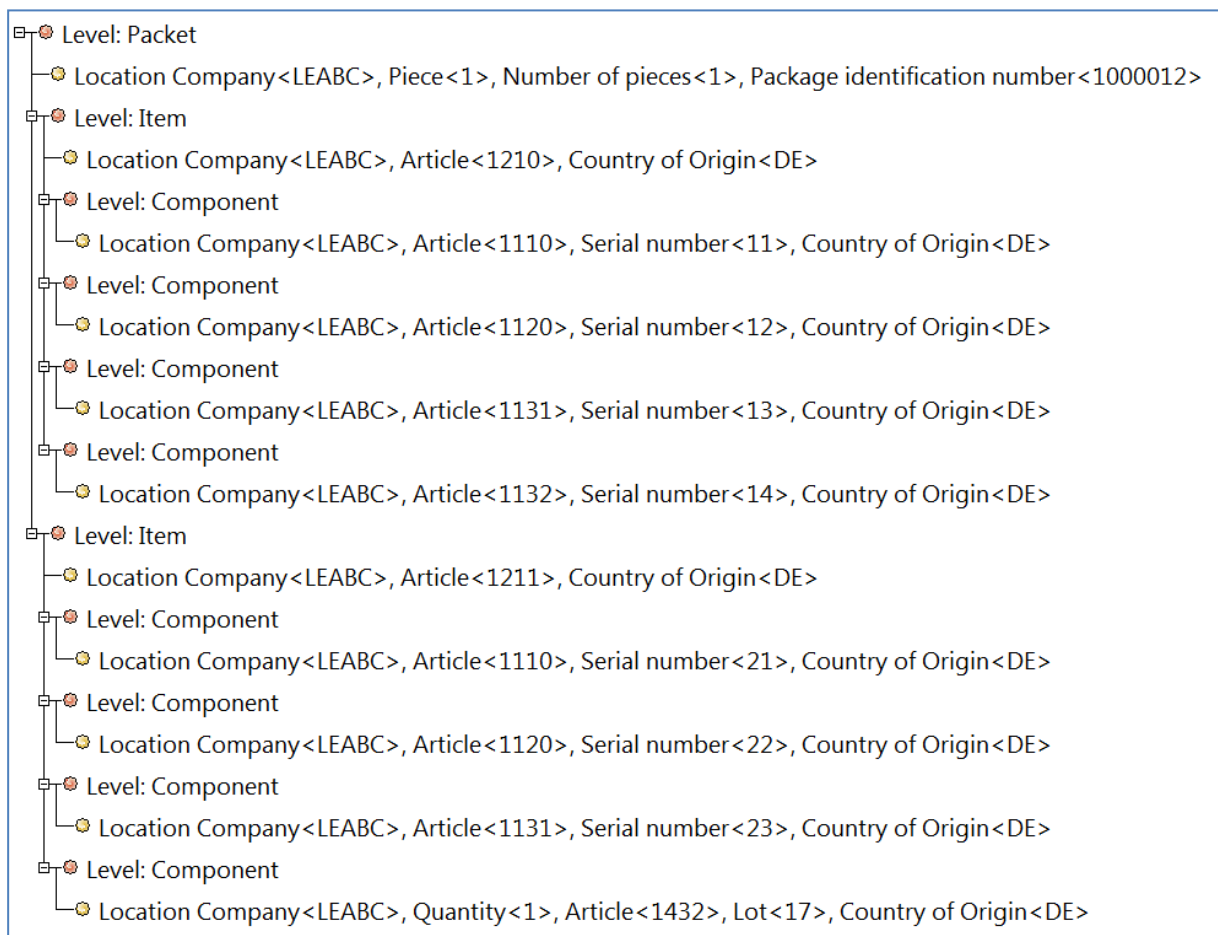 Level: Packet
Location Company<LEABC>, Piece<1>, Number of pieces<1>, Package identification number<1000012>
Level: Item
Location Company<LEABC>, Article<1210>, Country of Origin<DE>
Level: Component
Location Company<LEABC>, Article<1110>, Serial number<11>, Country of Origin<DE>
Level: Component
Location Company<LEABC>, Article<1120>, Serial number<12>, Country of Origin<DE>
Level: Component
Location Company<LEABC>, Article<1131>, Serial number<13>, Country of Origin<DE>
Level: Component
Location Company<LEABC>, Article<1132>, Serial number<14>, Country of Origin<DE>
Level: Item
Location Company<LEABC>, Article<1211>, Country of Origin<DE>
Level: Component
Location Company<LEABC>, Article<1110>, Serial number<21>, Country of Origin<DE>
Level: Component
Location Company<LEABC>, Article<1120>, Serial number<22>, Country of Origin<DE>
Level: Component
Location Company<LEABC>, Article<1131>, Serial number<23>, Country of Origin<DE>
Level: Component
Location Company<LEABC>, Quantity<1>, Article<1432>, Lot<17>, Country of Origin<DE>